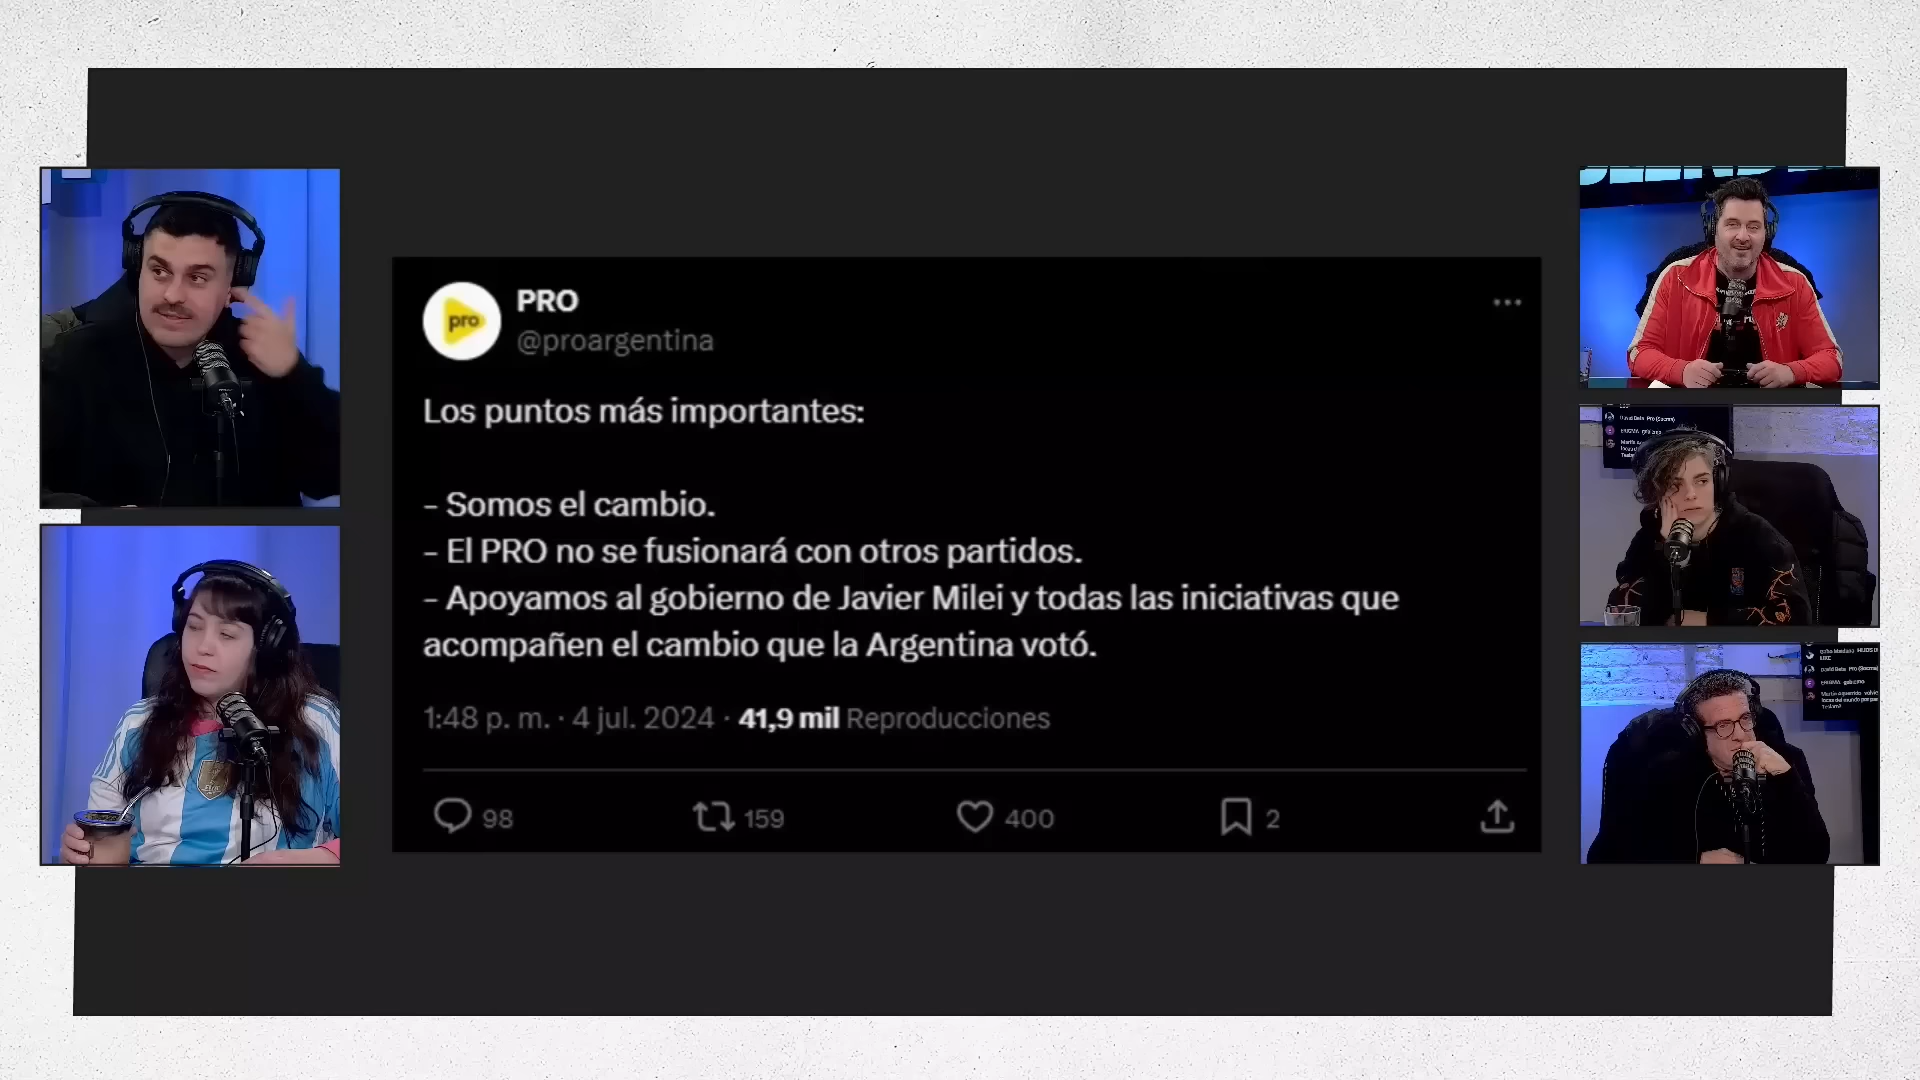 PRO
@proargentina
pro
Los puntos más importantes:
- Somos el cambio.
- El PRO no se fusionará con otros partidos.
- Apoyamos al gobierno de Javier Milei y todas las iniciativas que
acompañen el cambio que la Argentina votó.
1:48 p. m. · 4 jul. 2024 · 41,9 mil Reproducciones
98 159 400 2